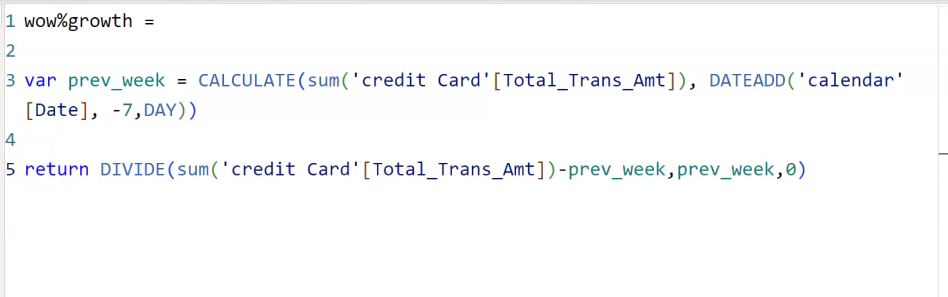 1 wow%growth =
2
3 var prev_week = CALCULATE(sum('credit Card'[Total_Trans_Amt]), DATEADD('calendar'
[Date], -7,DAY))
4
5 return DIVIDE(sum('credit Card'[Total_Trans_Amt])-prev_week,prev_week,0)